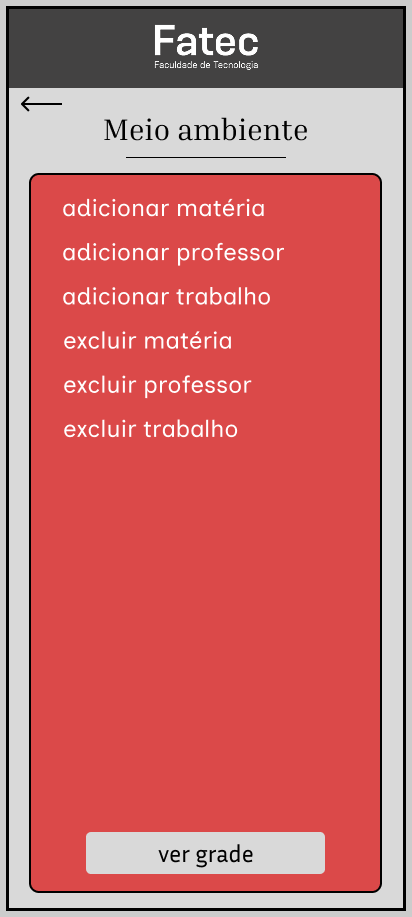 Fatec
Faculdade de Tecnologia
Meio ambiente
adicionar matéria
adicionar professor
adicionar trabalho
excluir matéria
excluir professor
excluir trabalho
ver grade